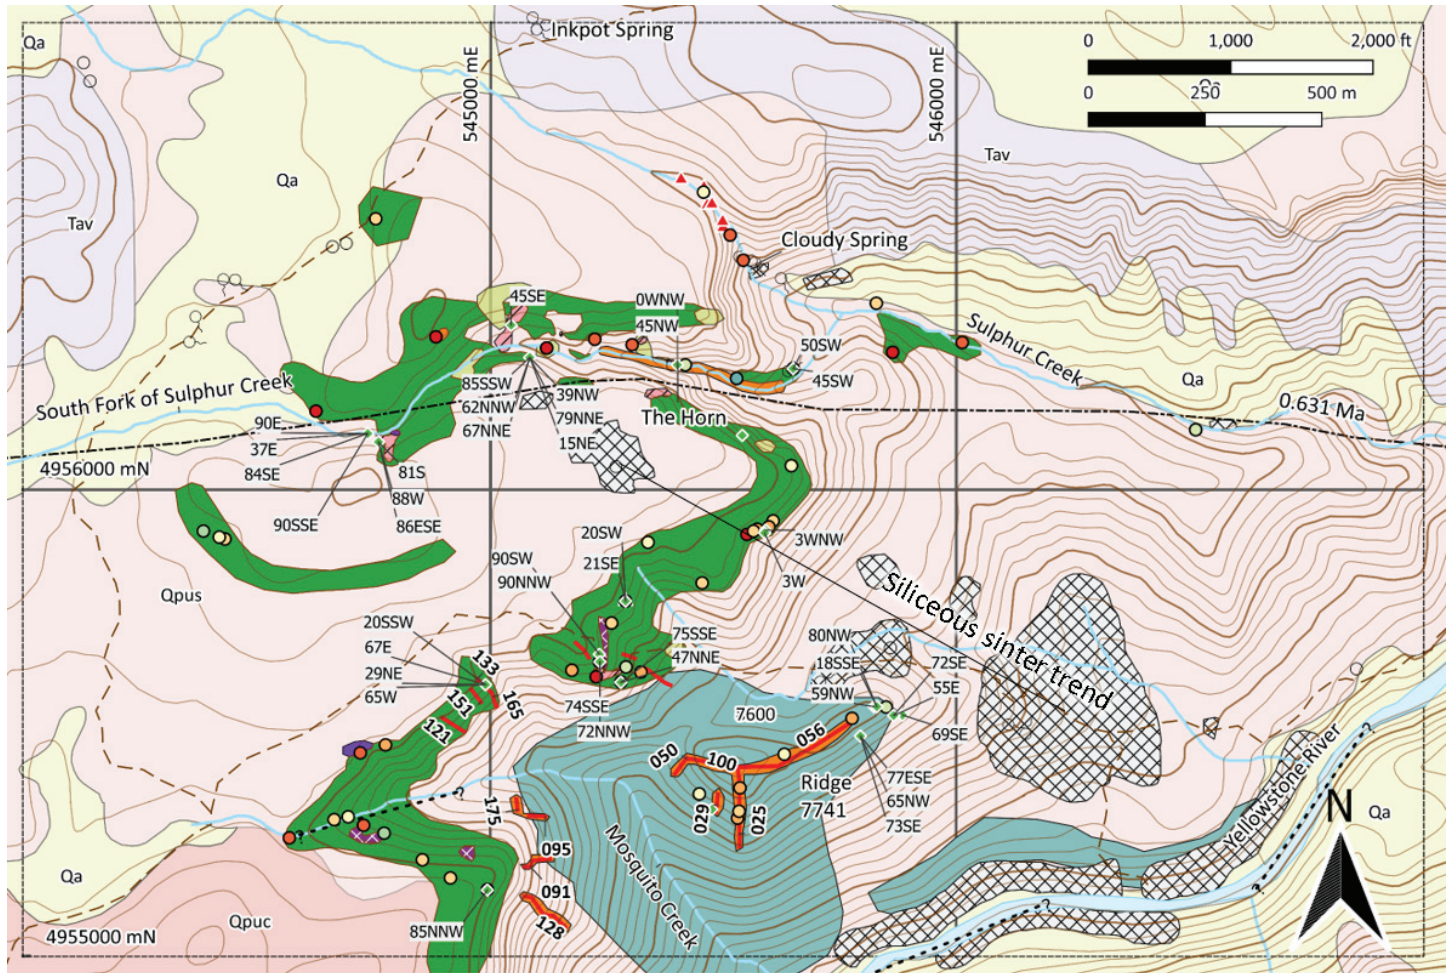 Inkpot Spring
Qa
0 1,000 2,000 ft
Qa
0 250 500 m
545000 mE
546000 mE
Tav
Qa
Tav
Cloudy Spring
45SE
0WNW
45NW
50SW
45SW
Sulphur Creek
Qa
South Fork of Sulphur Creek
85SSW
62NNW
67NNE
39NW
79NNE
15NE
The Horn
0.631 Ma
90E
37E
84SE
4956000 mN
81S
88W
86ESE
90SSE
20SW
21SE
3WNW
3W
90SW
90NNW
Qpus
Siliceous sinter trend
20SSW
67E
29NE
65W
133
165
151
121
75SSE
47NNE
80NW
18SSE
59NW
72SE
55E
69SE
74SSE
72NNW
7600
056
050
100
Ridge
7741
029
025
77ESE
65NW
73SE
?
?
175
095
091
128
Mosquito Creek
Yellowstone River
?
?
?
?
N
Qa
Qa
Qpuc
85NNW
4955000 mN